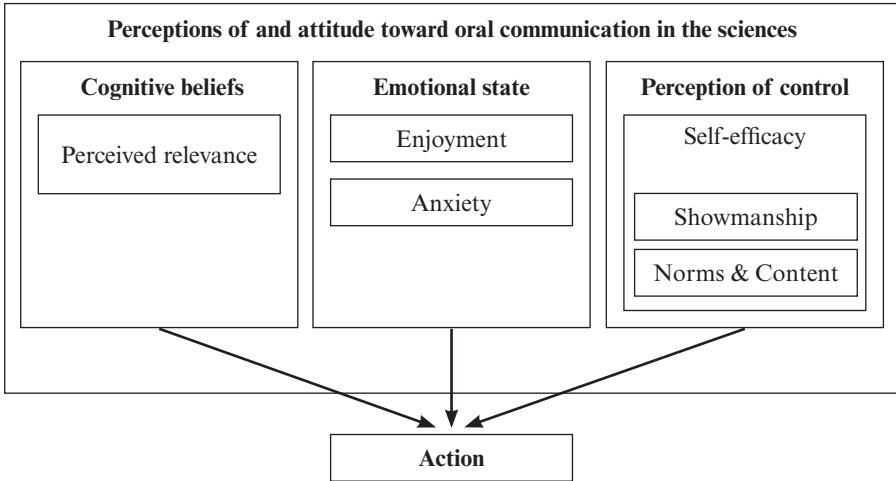 Perceptions of and attitude toward oral communication in the sciences
Cognitive beliefs
Perceived relevance
Emotional state
Enjoyment
Anxiety
Perception of control
Self-efficacy
Showmanship
Norms & Content
Action